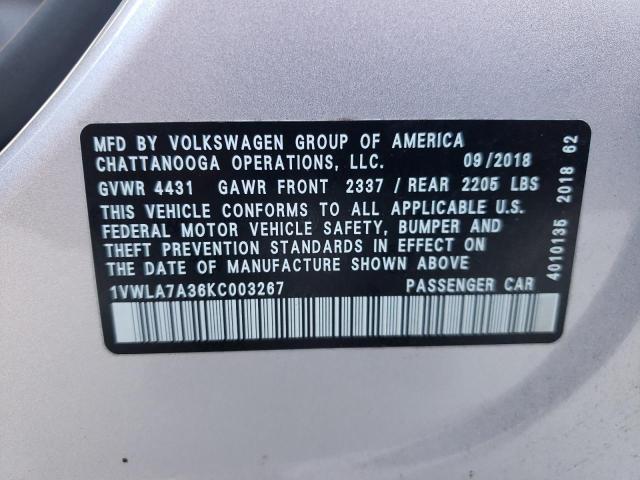 MFD BY VOLKSWAGEN GROUP OF AMERICA
CHATTANOOGA OPERATIONS, LLC. 09/2018
GVWR 4431 GAWR FRONT 2337 / REAR 2205 LBS
THIS VEHICLE CONFORMS TO ALL APPLICABLE U.S.
FEDERAL MOTOR VEHICLE SAFETY, BUMPER AND
THEFT PREVENTION STANDARDS IN EFFECT ON
THE DATE OF MANUFACTURE SHOWN ABOVE
1VWLA7A36KC003267 PASSENGER CAR
4010135 2018 62